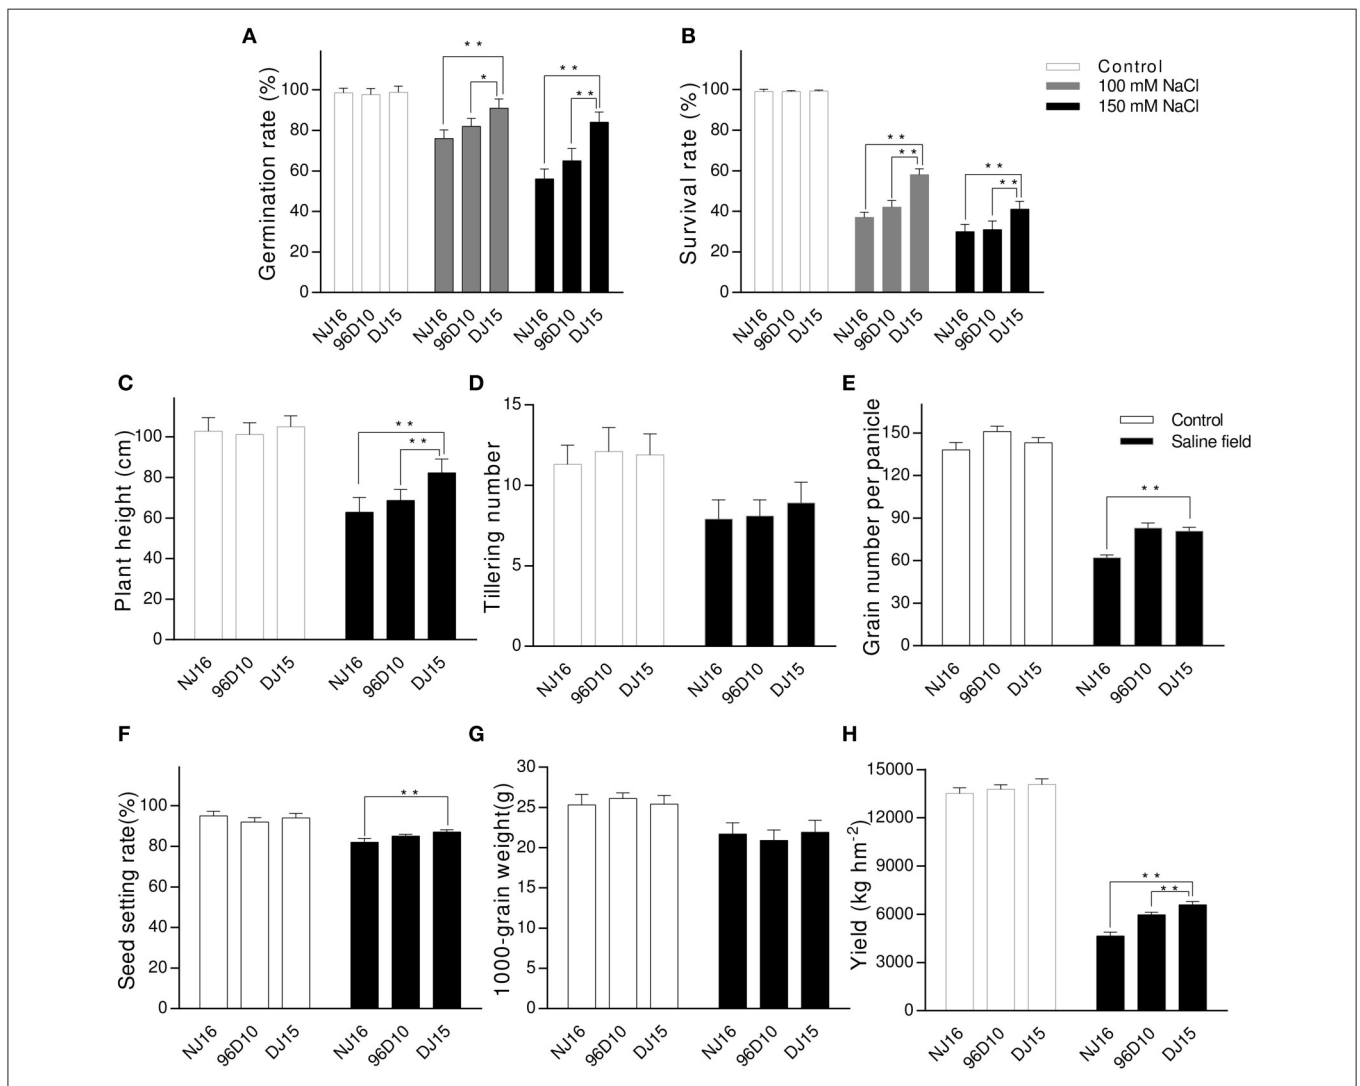 A
B
Control
100 mM NaCl
150 mM NaCl
Germination rate (%)
100
80
60
40
20
0
* *
*
* *
* *
NJ16
96D10
DJ15
NJ16
96D10
DJ15
NJ16
96D10
DJ15
Survival rate (%)
100
80
60
40
20
0
* *
* *
* *
* *
NJ16
96D10
DJ15
NJ16
96D10
DJ15
NJ16
96D10
DJ15
C
D
E
Plant height (cm)
100
80
60
40
20
0
* *
* *
NJ16
96D10
DJ15
NJ16
96D10
DJ15
Tillering number
15
10
5
0
NJ16
96D10
DJ15
NJ16
96D10
DJ15
Grain number per panicle
150
120
90
60
30
0
Control
Saline field
* *
NJ16
96D10
DJ15
NJ16
96D10
DJ15
F
G
H
Seed setting rate(%)
100
80
60
40
20
0
* *
NJ16
96D10
DJ15
NJ16
96D10
DJ15
1000-grain weight(g)
30
25
20
15
10
5
0
NJ16
96D10
DJ15
NJ16
96D10
DJ15
Yield (kg hm⁻²)
15000
12000
9000
6000
3000
0
* *
* *
NJ16
96D10
DJ15
NJ16
96D10
DJ15